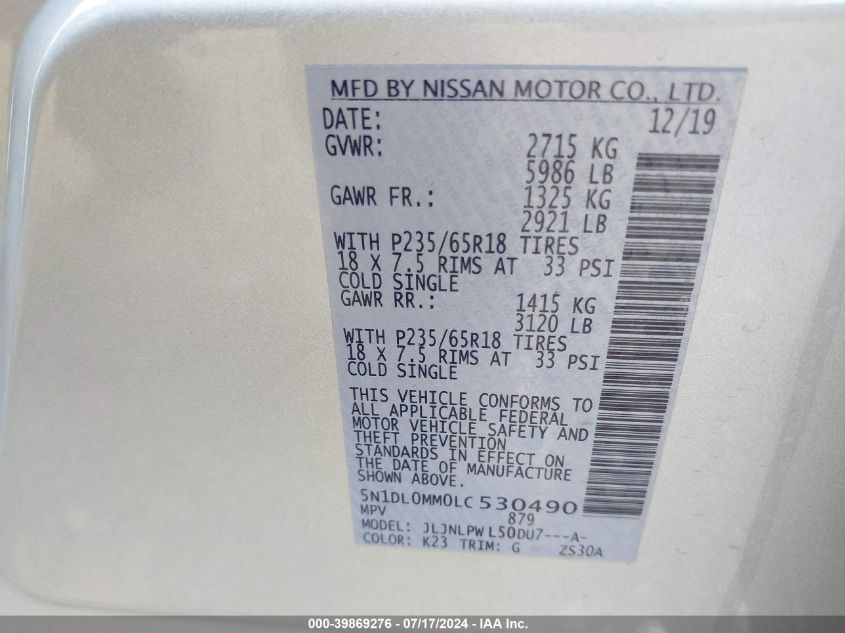 MFD BY NISSAN MOTOR CO., LTD.
DATE: 12/19
GVWR: 2715 KG
5986 LB
GAWR FR.: 1325 KG
2921 LB
WITH P235/65R18 TIRES
18 X 7.5 RIMS AT 33 PSI
COLD SINGLE
GAWR RR.: 1415 KG
3120 LB
WITH P235/65R18 TIRES
18 X 7.5 RIMS AT 33 PSI
COLD SINGLE
THIS VEHICLE CONFORMS TO
ALL APPLICABLE FEDERAL
MOTOR VEHICLE SAFETY AND
THEFT PREVENTION
STANDARDS IN EFFECT ON
THE DATE OF MANUFACTURE
SHOWN ABOVE.
5N1DL0MM0LC530490
MPV 879
MODEL: JLJNLPWL50DU7---A-
COLOR: K23 TRIM: G ZS30A
000-39869276 - 07/17/2024 - IAAI, Inc.